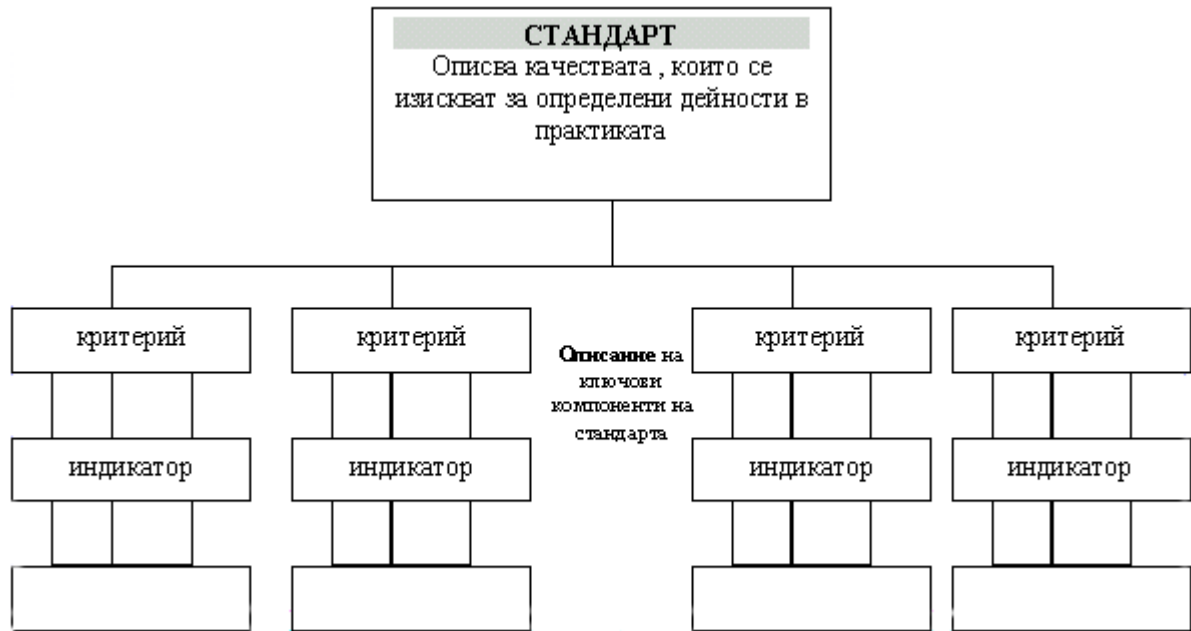 СТАНДАРТ
Описва качествата , които се
изискват за определени дейности в
практиката
критерий
критерий
Описание на
ключови
компоненти на
стандарта
критерий
критерий
индикатор
индикатор
индикатор
индикатор